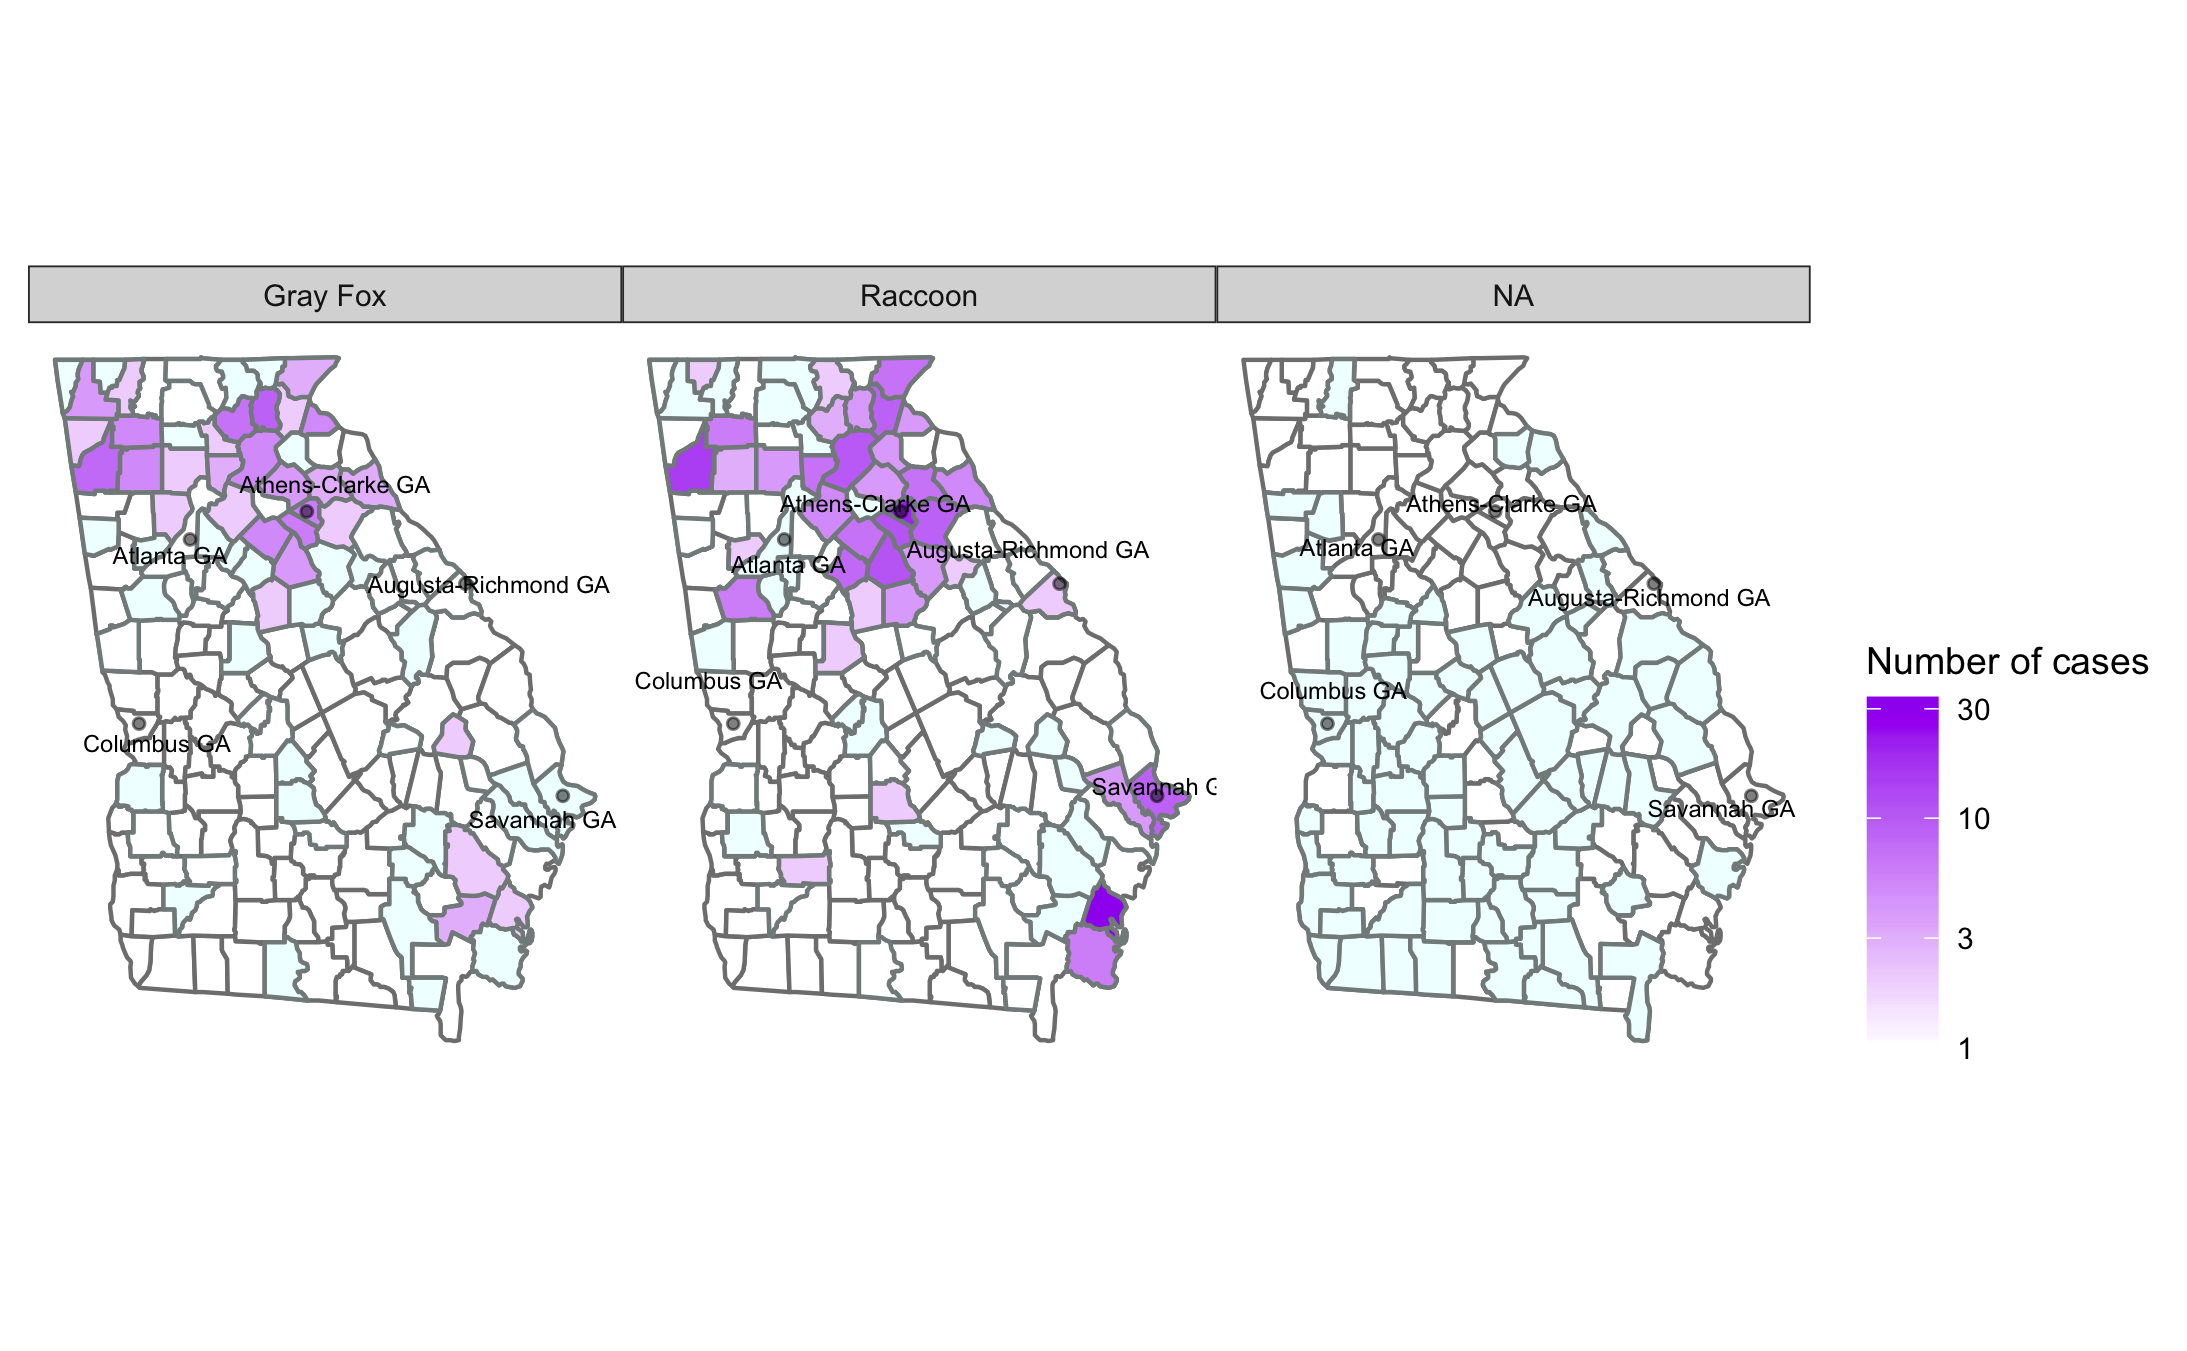 Gray Fox
Raccoon
NA
Athens-Clarke GA
Atlanta GA
Augusta-Richmond GA
Columbus GA
Savannah GA
Athens-Clarke GA
Augusta-Richmond GA
Atlanta GA
Columbus GA
Savannah G
Athens-Clarke GA
Atlanta GA
Augusta-Richmond GA
Columbus GA
Savannah GA
Number of cases
30
10
3
1